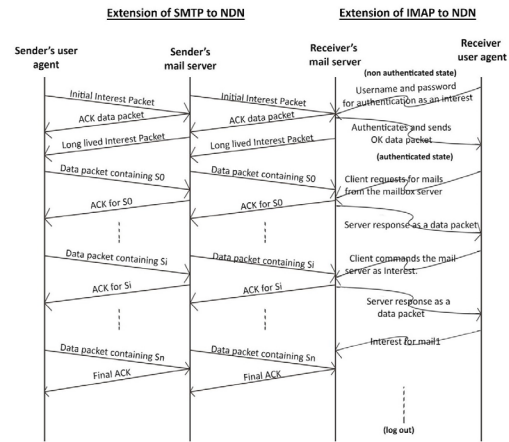 Extension of SMTP to NDN
Extension of IMAP to NDN
Sender's user
agent
Sender's
mail server
Receiver's
mail server
Receiver
user agent
Initial Interest Packet
ACK data packet
Long lived Interest Packet
Data packet containing S0
ACK for S0
Data packet containing Si
ACK for Si
Data packet containing Sn
Final ACK
Initial Interest Packet
ACK data packet
Long lived Interest Packet
Data packet containing S0
ACK for S0
Data packet containing Si
ACK for Si
Data packet containing Sn
Final ACK
(non authenticated state)
Username and password
for authentication as an interest
Authenticates and sends
OK data packet
(authenticated state)
Client requests for mails
from the mailbox server
Server response as a data packet
Client commands the mail
server as Interest.
Server response as a
data packet
Interest for mail1
(log out)